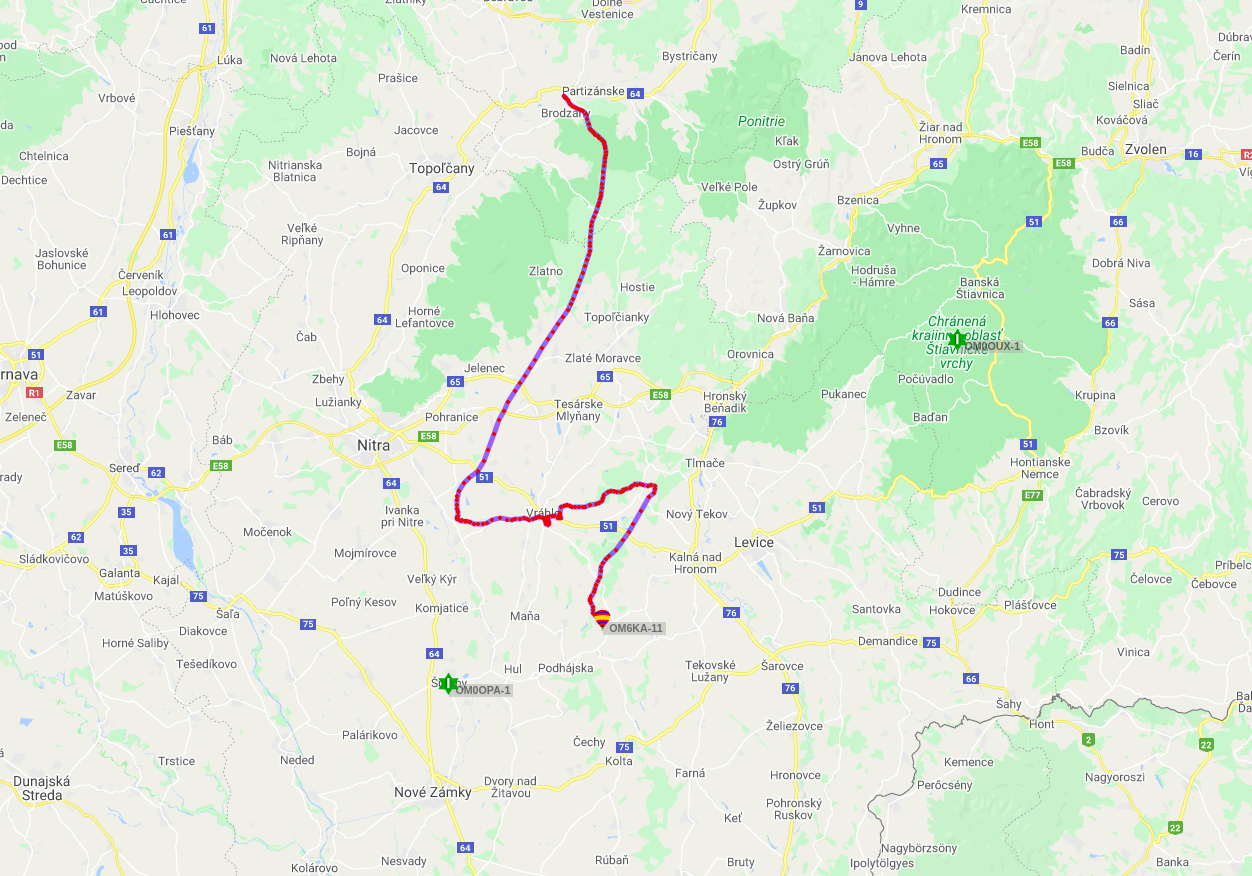 Čachtice
Zlatníky
Dolné
Vestenice
9
Kremnica
61
Lúka
Nová Lehota
Bystričany
Janova Lehota
Badín
Dúbrav
Čerín
Prašice
Vrbové
Partizánske
64
Sielnica
Sliač
Kováčová
Brodzany
Ponitrie
Kľak
Žiar nad
Hronom
E58
Piešťany
Jacovce
Bojná
Chtelnica
Dechtice
Nitrianska
Blatnica
Topoľčany
64
Ostrý Grúň
65
E58
Budča
Zvolen
16
Veľké Pole
Župkov
Bzenica
Vyhne
51
66
61
Veľké
Ripňany
Jaslovské
Bohunice
Žarnovica
Hodruša
- Hámre
Dobrá Niva
Červeník
Leopoldov
Oponice
Zlatno
Hostie
Banská
Štiavnica
Sása
61
Hlohovec
64
Horné
Lefantovce
Topoľčianky
Nová Baňa
66
Čab
Chránená
krajinná oblasť
Štiavnické
vrchy
OM0OUX-1
51
rnava
R1
Zavar
Zeleneč
Zbehy
Lužianky
Jelenec
65
Zlaté Moravce
65
Orovnica
E58
Počúvadlo
Pukanec
Krupina
Pohranice
Tesárske
Mlyňany
Hronský
Beňadik
76
Baďan
Bzovík
E58
Báb
Nitra
E58
51
E58
Sereď
62
rady
51
Tlmače
Hontianske
Nemce
E77
64
35
Ivanka
pri Nitre
Vráble
51
Nový Tekov
51
Čabradský
Vrbovok
Cerovo
62
Močenok
Levice
35
Sládkovičovo
Galanta
Kajal
Mojmírovce
Kalná nad
Hronom
75
Príbelc
Čelovce
Čebovce
Matúškovo
75
Veľký Kýr
Dudince
Hokovce
Plášťovce
Šaľa
Poľný Kesov
Komjatice
Maňa
Santovka
76
75
Diakovce
OM6KA-11
Demandice
75
Horné Saliby
Tešedíkovo
64
Vinica
Hul
Podhájska
Tekovské
Lužany
Šarovce
66
OM0OPA-1
76
Šahy
Hont
Palárikovo
Želiezovce
2
22
Čechy
75
Kolta
Trstice
Neded
Farná
Hronovce
Kemence
Perőcsény
Nagyoroszi
Dunajská
Streda
Nové Zámky
Dvory nad
Žitavou
Pohronský
Ruskov
Keť
22
64
Nagybörzsöny
Nesvady
Kolárovo
Rúbaň
Bruty
Ipolytölgyes
Banka